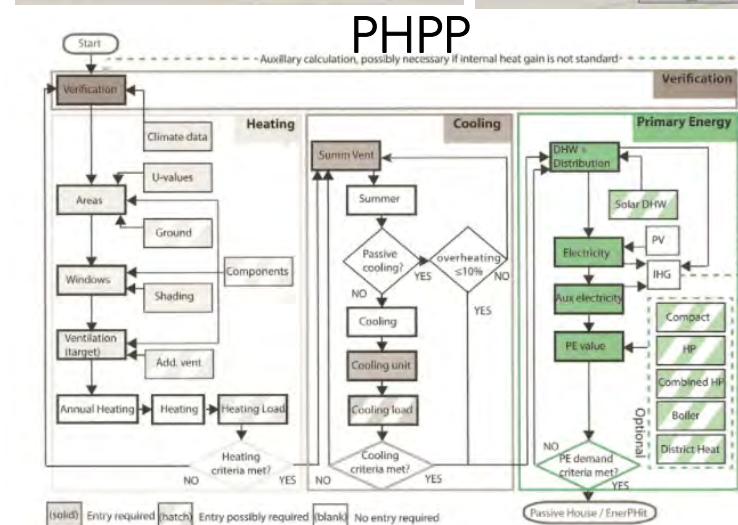 PHPP
Start
Auxillary calculation, possibly necessary if internal heat gain is not standard
Verification
Verification
Heating
Cooling
Primary Energy
Climate data
U-values
Areas
Ground
Components
Windows
Shading
Ventilation
(target)
Add. vent
Annual Heating
Heating
Heating Load
Heating
criteria met?
NO
YES
Summ Vent
Summer
Passive
cooling?
YES
NO
overheating
≤10%
NO
YES
Cooling
Cooling unit
Cooling load
Cooling
criteria met?
NO
YES
DHW +
Distribution
Solar DHW
Electricity
PV
IHG
Aux electricity
PE value
Compact
HP
Combined HP
Boiler
District Heat
Optional
NO
PE demand
criteria met?
YES
Passive House / EnerPHit
(solid) Entry required (hatch) Entry possibly required (blank) No entry required